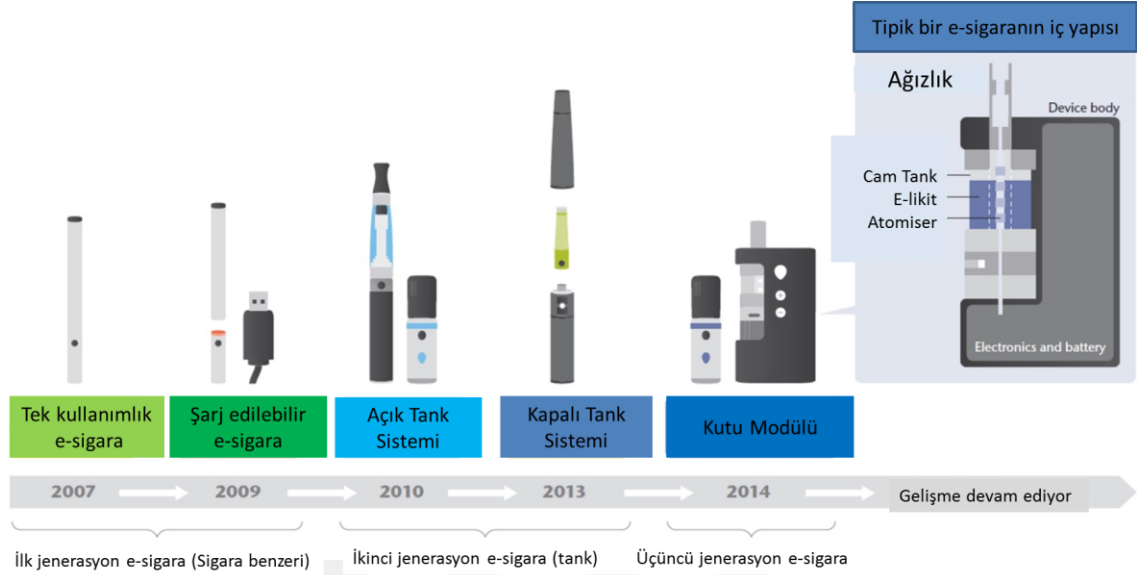 Tipik bir e-sigaranın iç yapısı
Ağızlık
Device body
Cam Tank
E-likit
Atomiser
Electronics and battery
Tek kullanımlık
e-sigara
Şarj edilebilir
e-sigara
Açık Tank
Sistemi
Kapalı Tank
Sistemi
Kutu Modülü
2007
2009
2010
2013
2014
Gelişme devam ediyor
İlk jenerasyon e-sigara (Sigara benzeri)
İkinci jenerasyon e-sigara (tank)
Üçüncü jenerasyon e-sigara